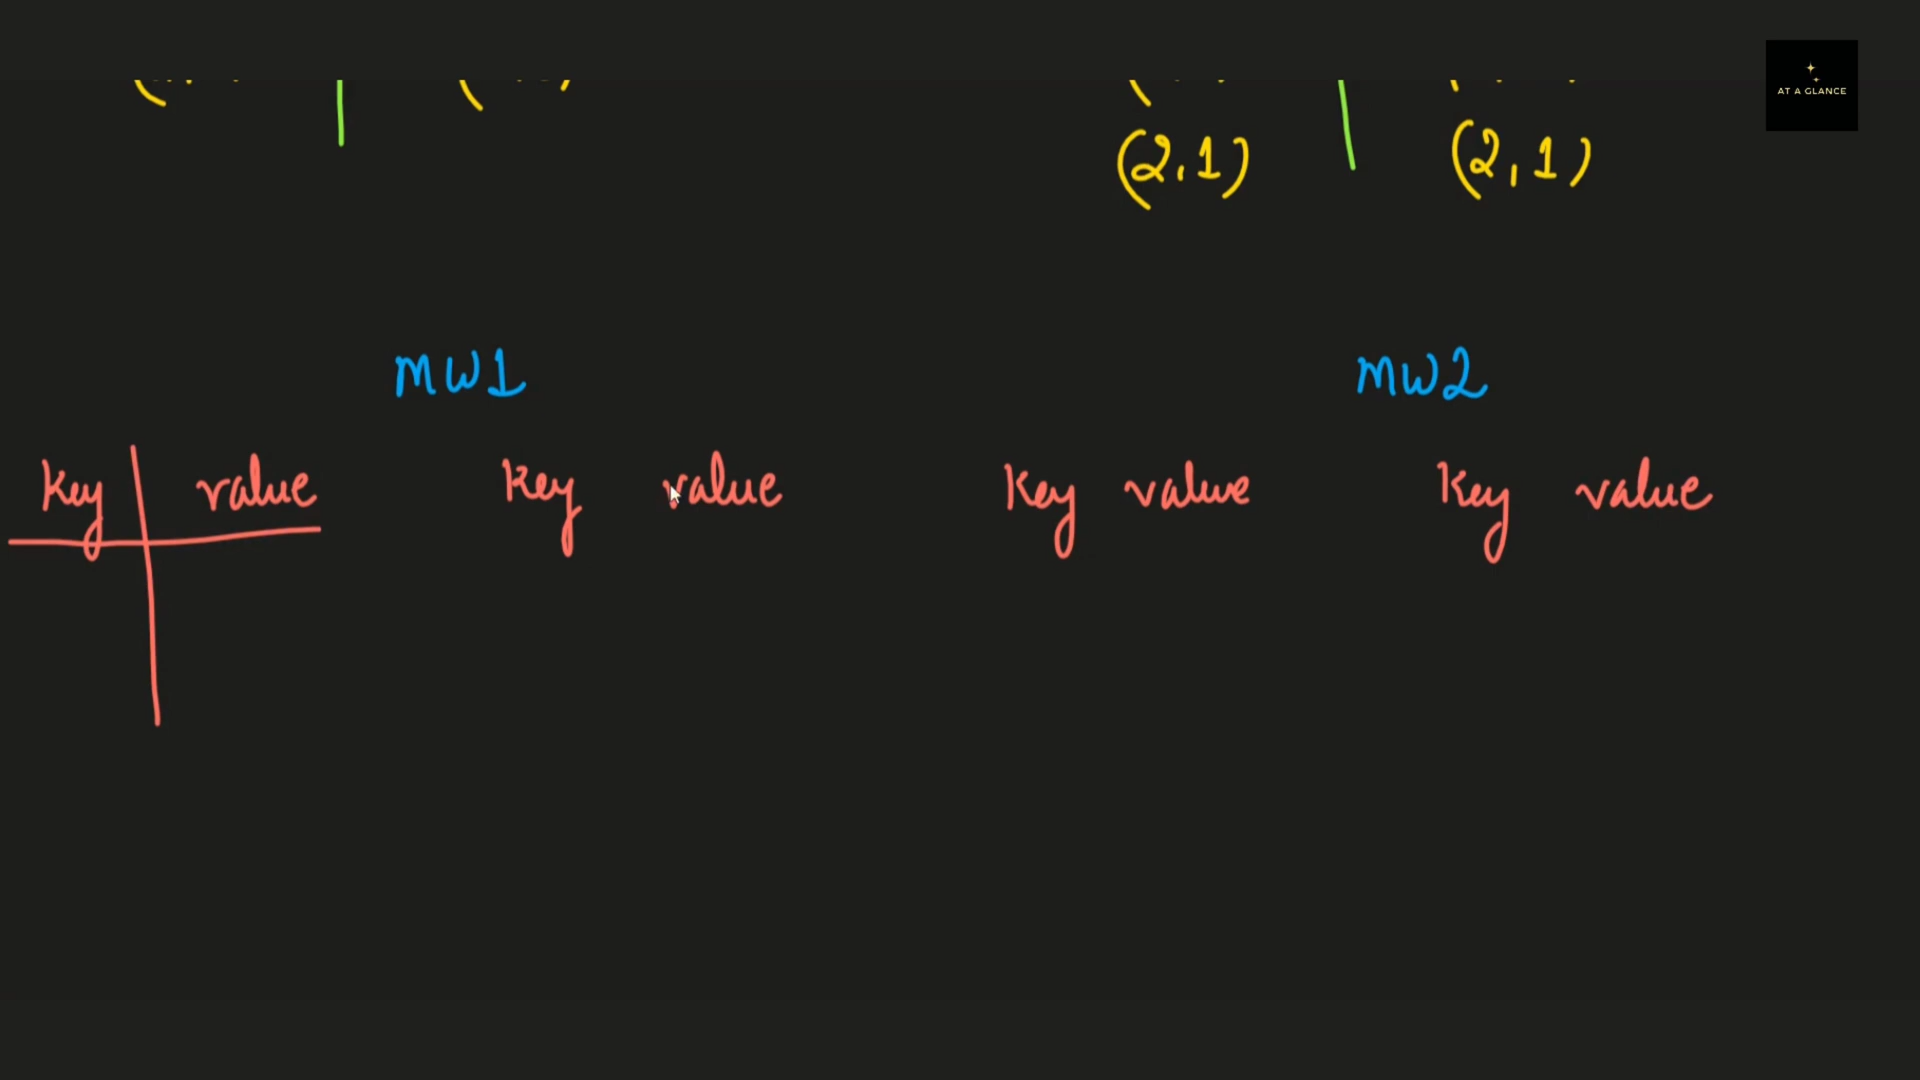 AT A GLANCE
(2,1) (2,1)
MW1 MW2
Key value Key value Key value Key value